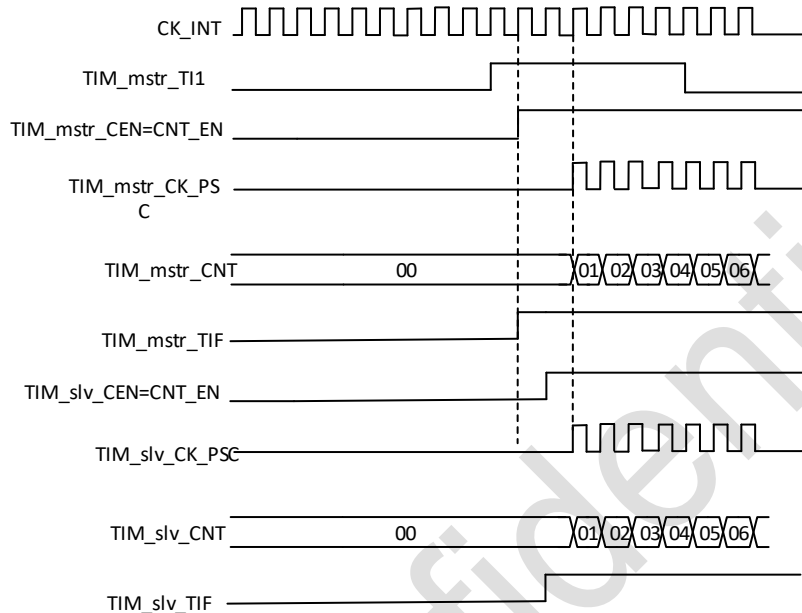 CK_INT
TIM_mstr_TI1
TIM_mstr_CEN=CNT_EN
TIM_mstr_CK_PS
C
TIM_mstr_CNT 00 01 02 03 04 05 06
TIM_mstr_TIF
TIM_slv_CEN=CNT_EN
TIM_slv_CK_PSC
TIM_slv_CNT 00 01 02 03 04 05 06
TIM_slv_TIF